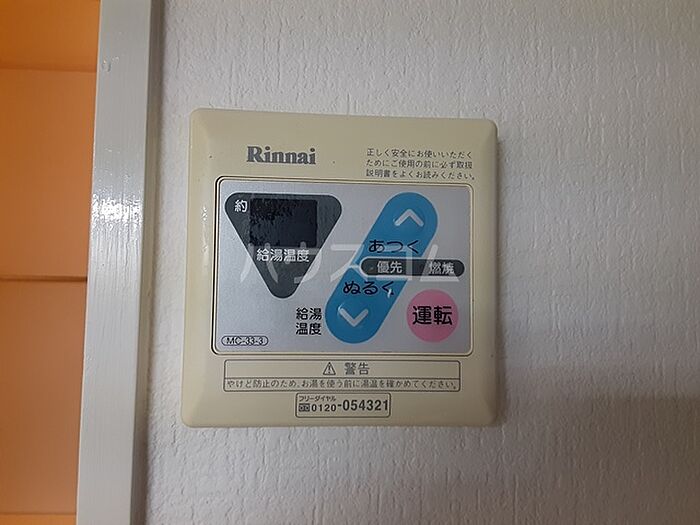 Rinnai
正しく安全にお使いいただく
ためにご使用の前に必ず取扱
説明書をよくお読みください。
約
給湯温度
あつく
優先 燃焼
ぬるく
給湯
温度
運転
MC-33-3
⚠ 警告
やけど防止のため、お湯を使う前に湯温を確かめてください。
フリーダイヤル
0120-054321
ハウスコム